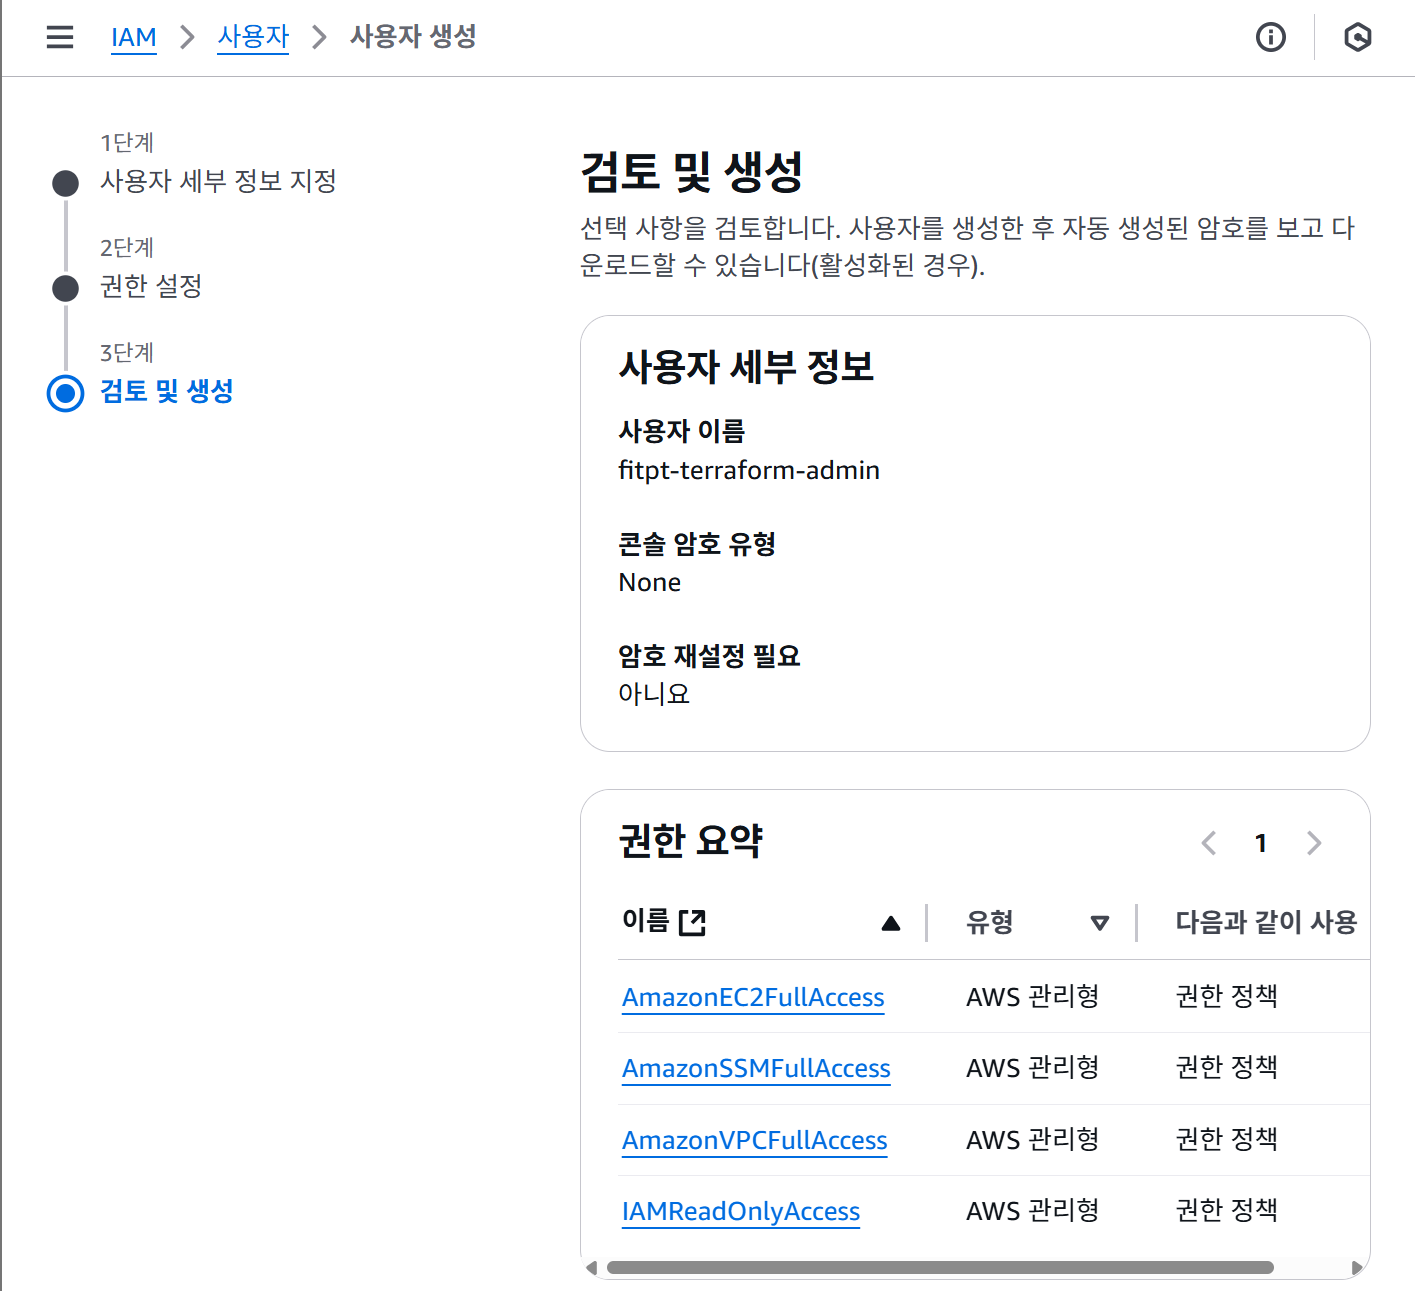 IAM > 사용자 > 사용자 생성
1단계
사용자 세부 정보 지정
2단계
권한 설정
3단계
검토 및 생성
검토 및 생성
선택 사항을 검토합니다. 사용자를 생성한 후 자동 생성된 암호를 보고 다
운로드할 수 있습니다(활성화된 경우).
사용자 세부 정보
사용자 이름
fitpt-terraform-admin
콘솔 암호 유형
None
암호 재설정 필요
아니요
권한 요약
1
이름 유형 다음과 같이 사용
AmazonEC2FullAccess AWS 관리형 권한 정책
AmazonSSMFullAccess AWS 관리형 권한 정책
AmazonVPCFullAccess AWS 관리형 권한 정책
IAMReadOnlyAccess AWS 관리형 권한 정책